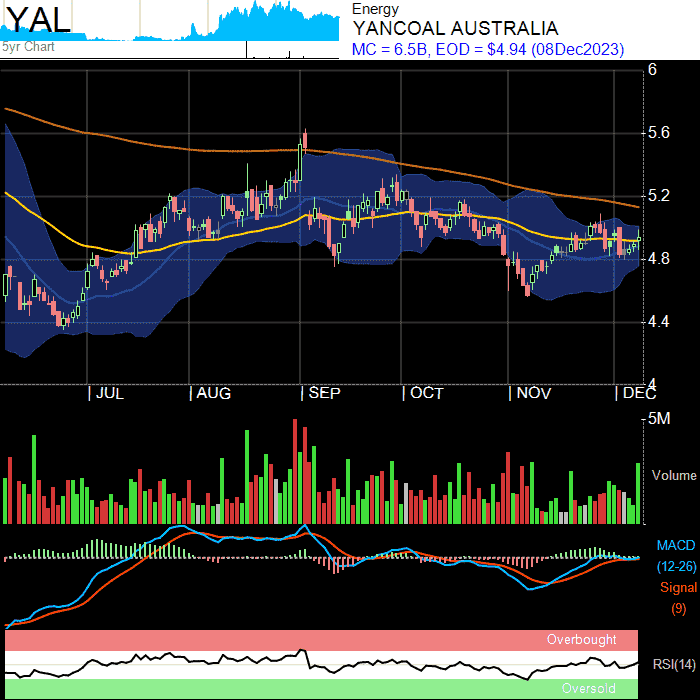 YAL
5yr Chart
Energy
YANCOAL AUSTRALIA
MC = 6.5B, EOD = $4.94 (08Dec2023)
6
5.6
5.2
4.8
4.4
4
JUL AUG SEP OCT NOV DEC
5M
Volume
MACD
(12-26)
Signal
(9)
Overbought
RSI(14)
Oversold